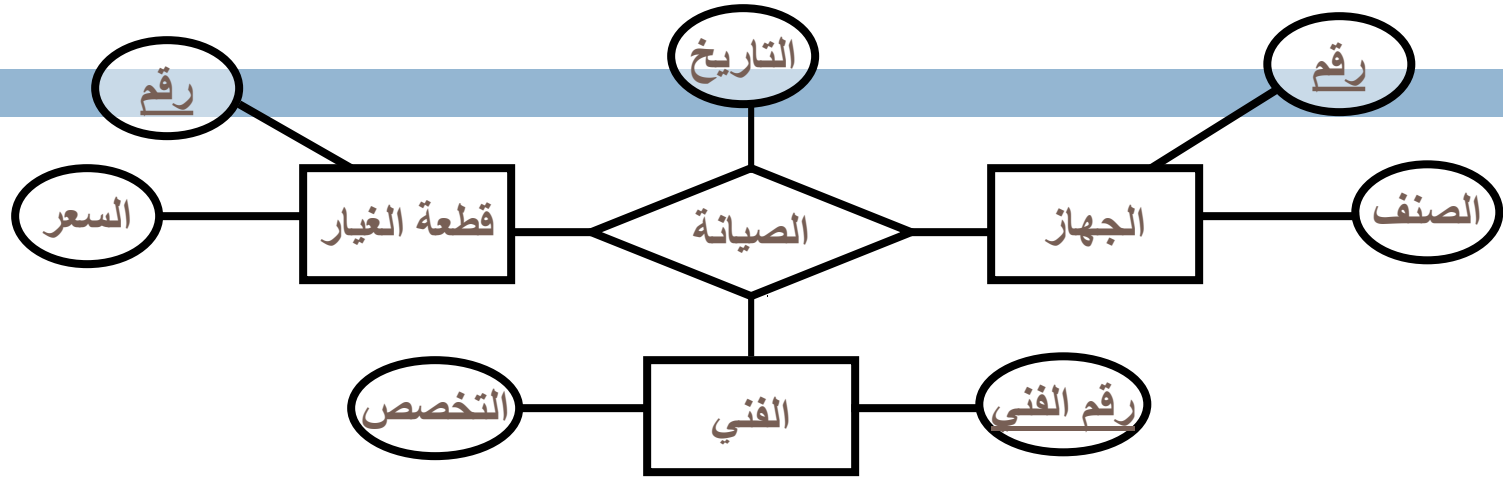 التاريخ
رقم
رقم
الصنف
الجهاز
الصيانة
قطعة الغيار
السعر
رقم الفني
الفني
التخصص